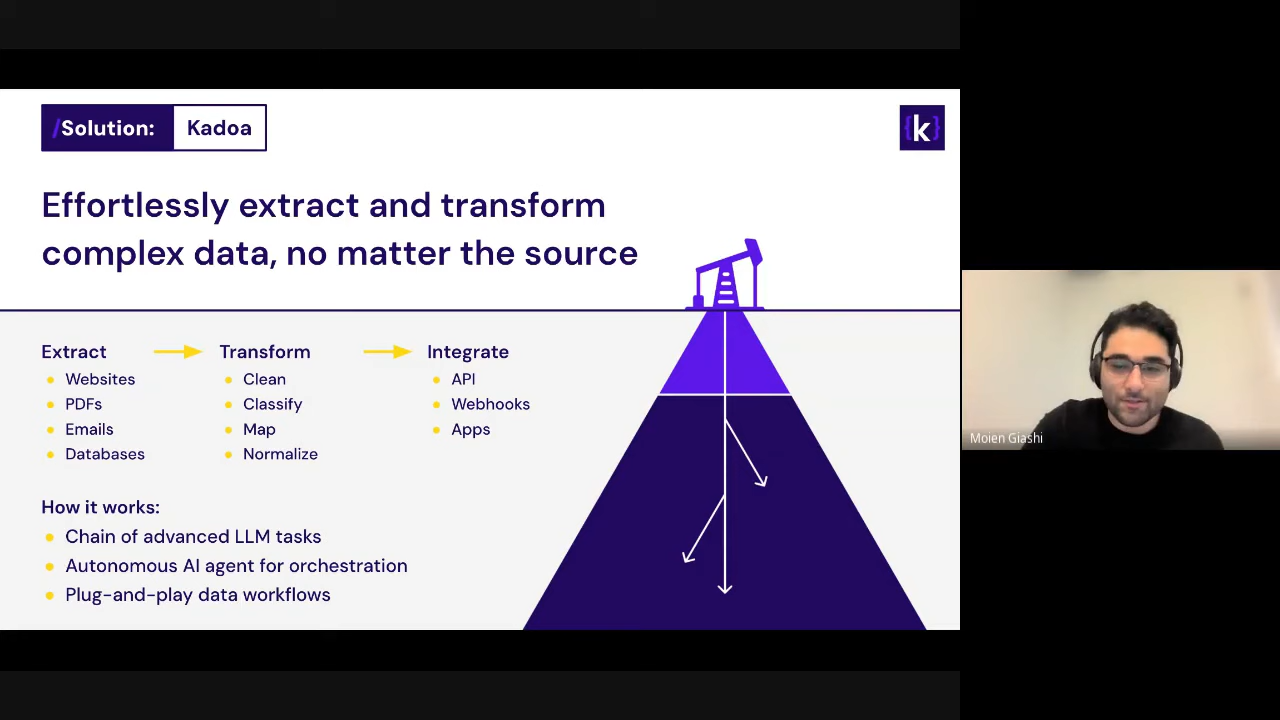 /Solution: Kadoa
{k}
Effortlessly extract and transform
complex data, no matter the source
Extract
Websites
PDFs
Emails
Databases
Transform
Clean
Classify
Map
Normalize
Integrate
API
Webhooks
Apps
How it works:
Chain of advanced LLM tasks
Autonomous AI agent for orchestration
Plug-and-play data workflows
Moien Giashi